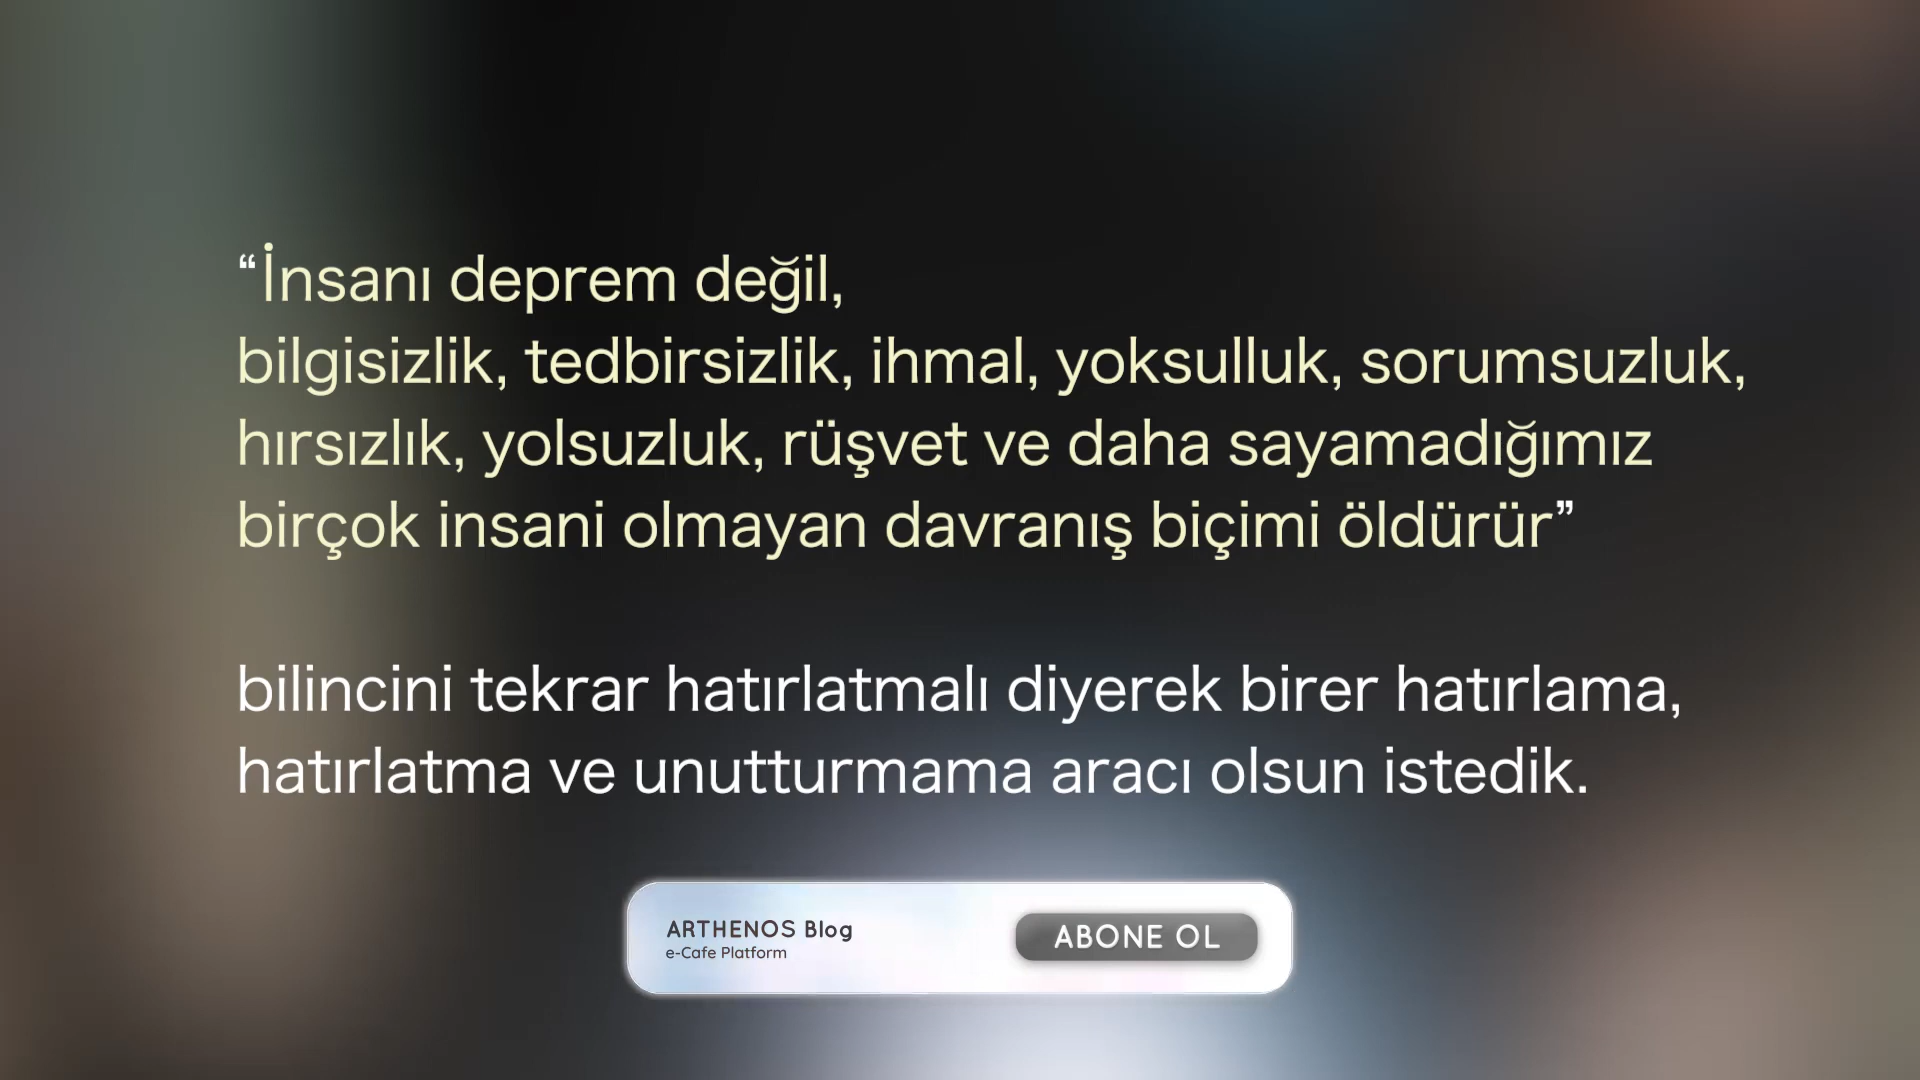 “İnsanı deprem değil,
bilgisizlik, tedbirsizlik, ihmal, yoksulluk, sorumsuzluk,
hırsızlık, yolsuzluk, rüşvet ve daha sayamadığımız
birçok insani olmayan davranış biçimi öldürür”
bilincini tekrar hatırlatmalı diyerek birer hatırlama,
hatırlatma ve unutturmama aracı olsun istedik.
ARTHENOS Blog
e-Cafe Platform
ABONE OL